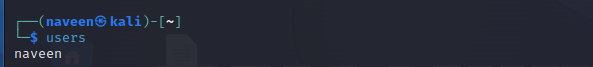 ┌──(naveen㉿kali)-[~]
└─$ users
naveen